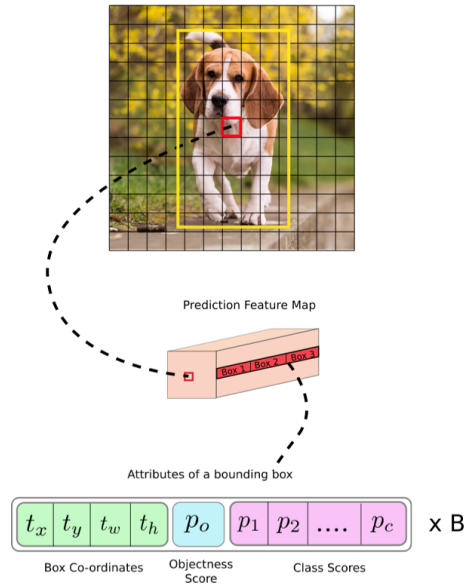 Prediction Feature Map
Box 1 Box 2 Box 3
Attributes of a bounding box
t_x t_y t_w t_h p_o p_1 p_2 .... p_c x B
Box Co-ordinates Objectness Score Class Scores